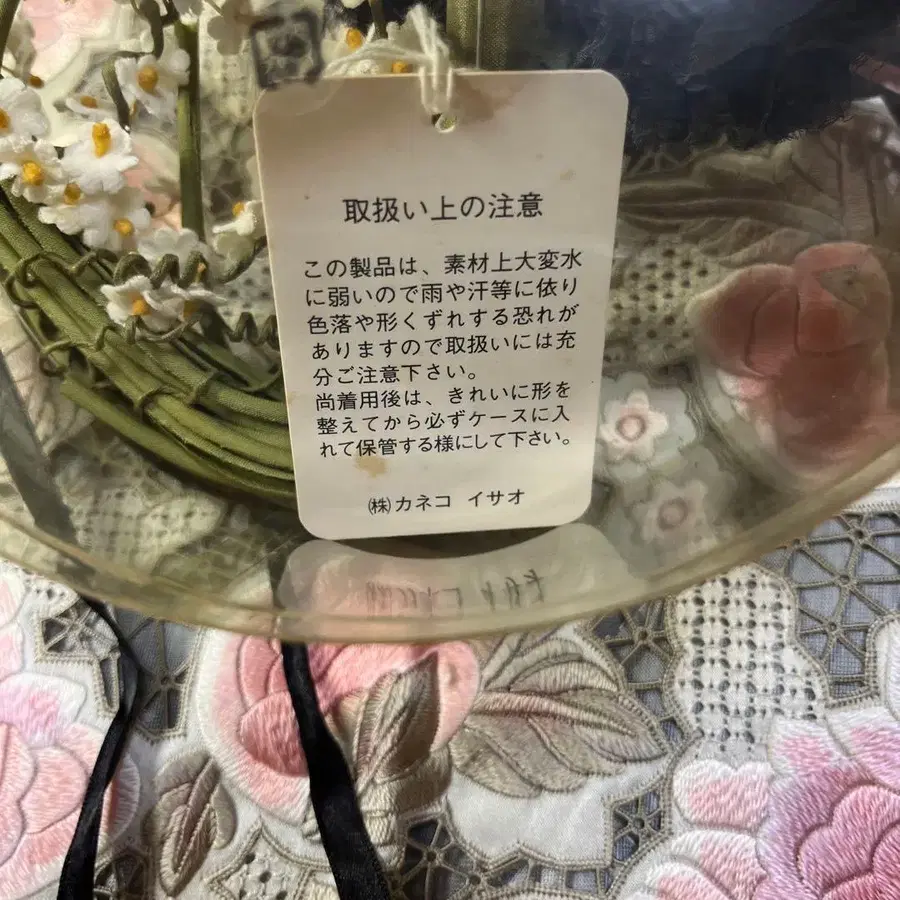 取扱い上の注意
この製品は、素材上大変水
に弱いので雨や汗等に依り
色落や形くずれする恐れが
ありますので取扱いには充
分ご注意下さい。
尚着用後は、きれいに形を
整えてから必ずケースに入
れて保管する様にして下さい。
㈱カネコ イサオ